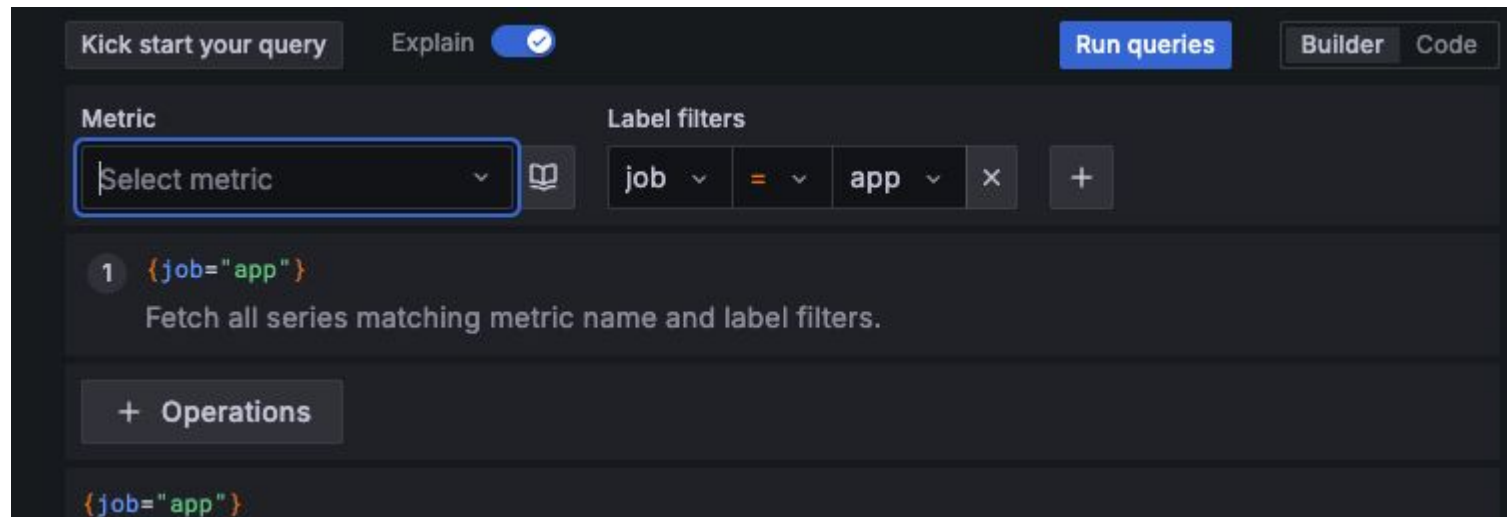 Kick start your query Explain Run queries Builder Code
Metric Label filters
Select metric job = app × +
1 {job="app"}
Fetch all series matching metric name and label filters.
+ Operations
{job="app"}